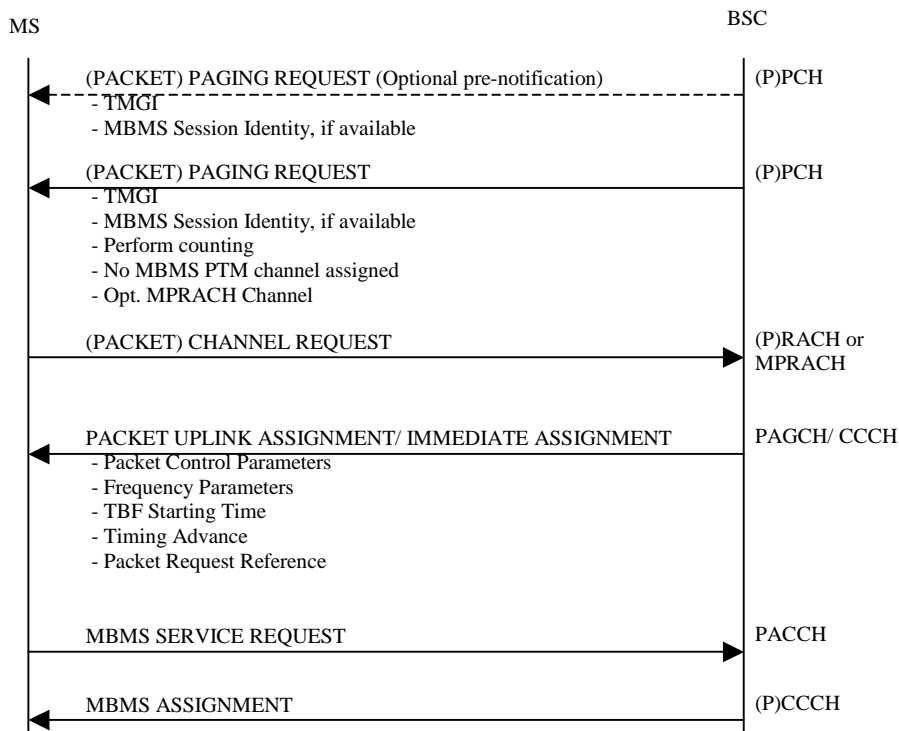 MS
BSC
(PACKET) PAGING REQUEST (Optional pre-notification)
(P)PCH
- TMGI
- MBMS Session Identity, if available
(PACKET) PAGING REQUEST
(P)PCH
- TMGI
- MBMS Session Identity, if available
- Perform counting
- No MBMS PTM channel assigned
- Opt. MPRACH Channel
(PACKET) CHANNEL REQUEST
(P)RACH or
MPRACH
PACKET UPLINK ASSIGNMENT/ IMMEDIATE ASSIGNMENT
PAGCH/ CCCH
- Packet Control Parameters
- Frequency Parameters
- TBF Starting Time
- Timing Advance
- Packet Request Reference
MBMS SERVICE REQUEST
PACCH
MBMS ASSIGNMENT
(P)CCCH